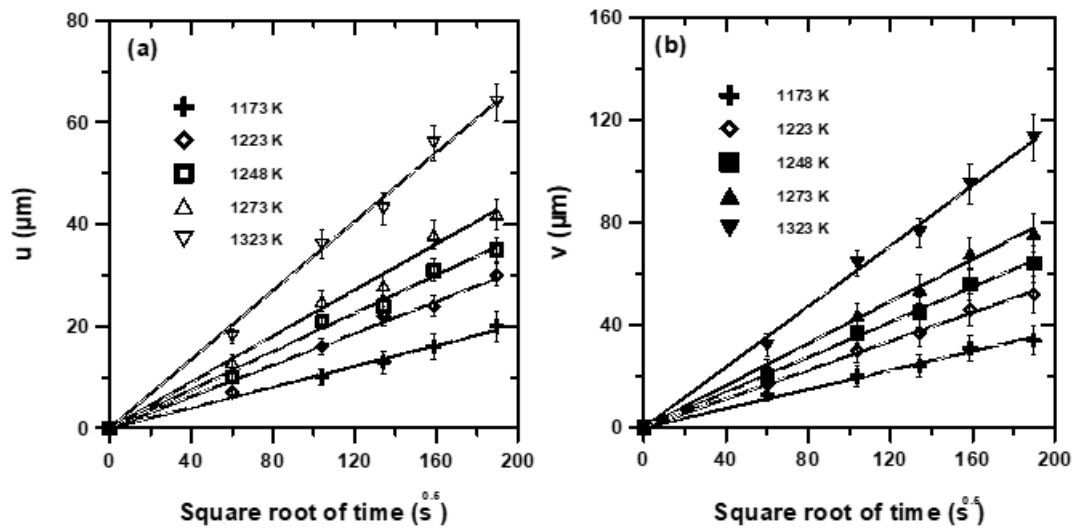 (a)
1173 K
1223 K
1248 K
1273 K
1323 K
u (µm)
80
60
40
20
0
0 40 80 120 160 200
Square root of time (s^0.5)
(b)
1173 K
1223 K
1248 K
1273 K
1323 K
v (µm)
160
120
80
40
0
0 40 80 120 160 200
Square root of time (s^0.5)